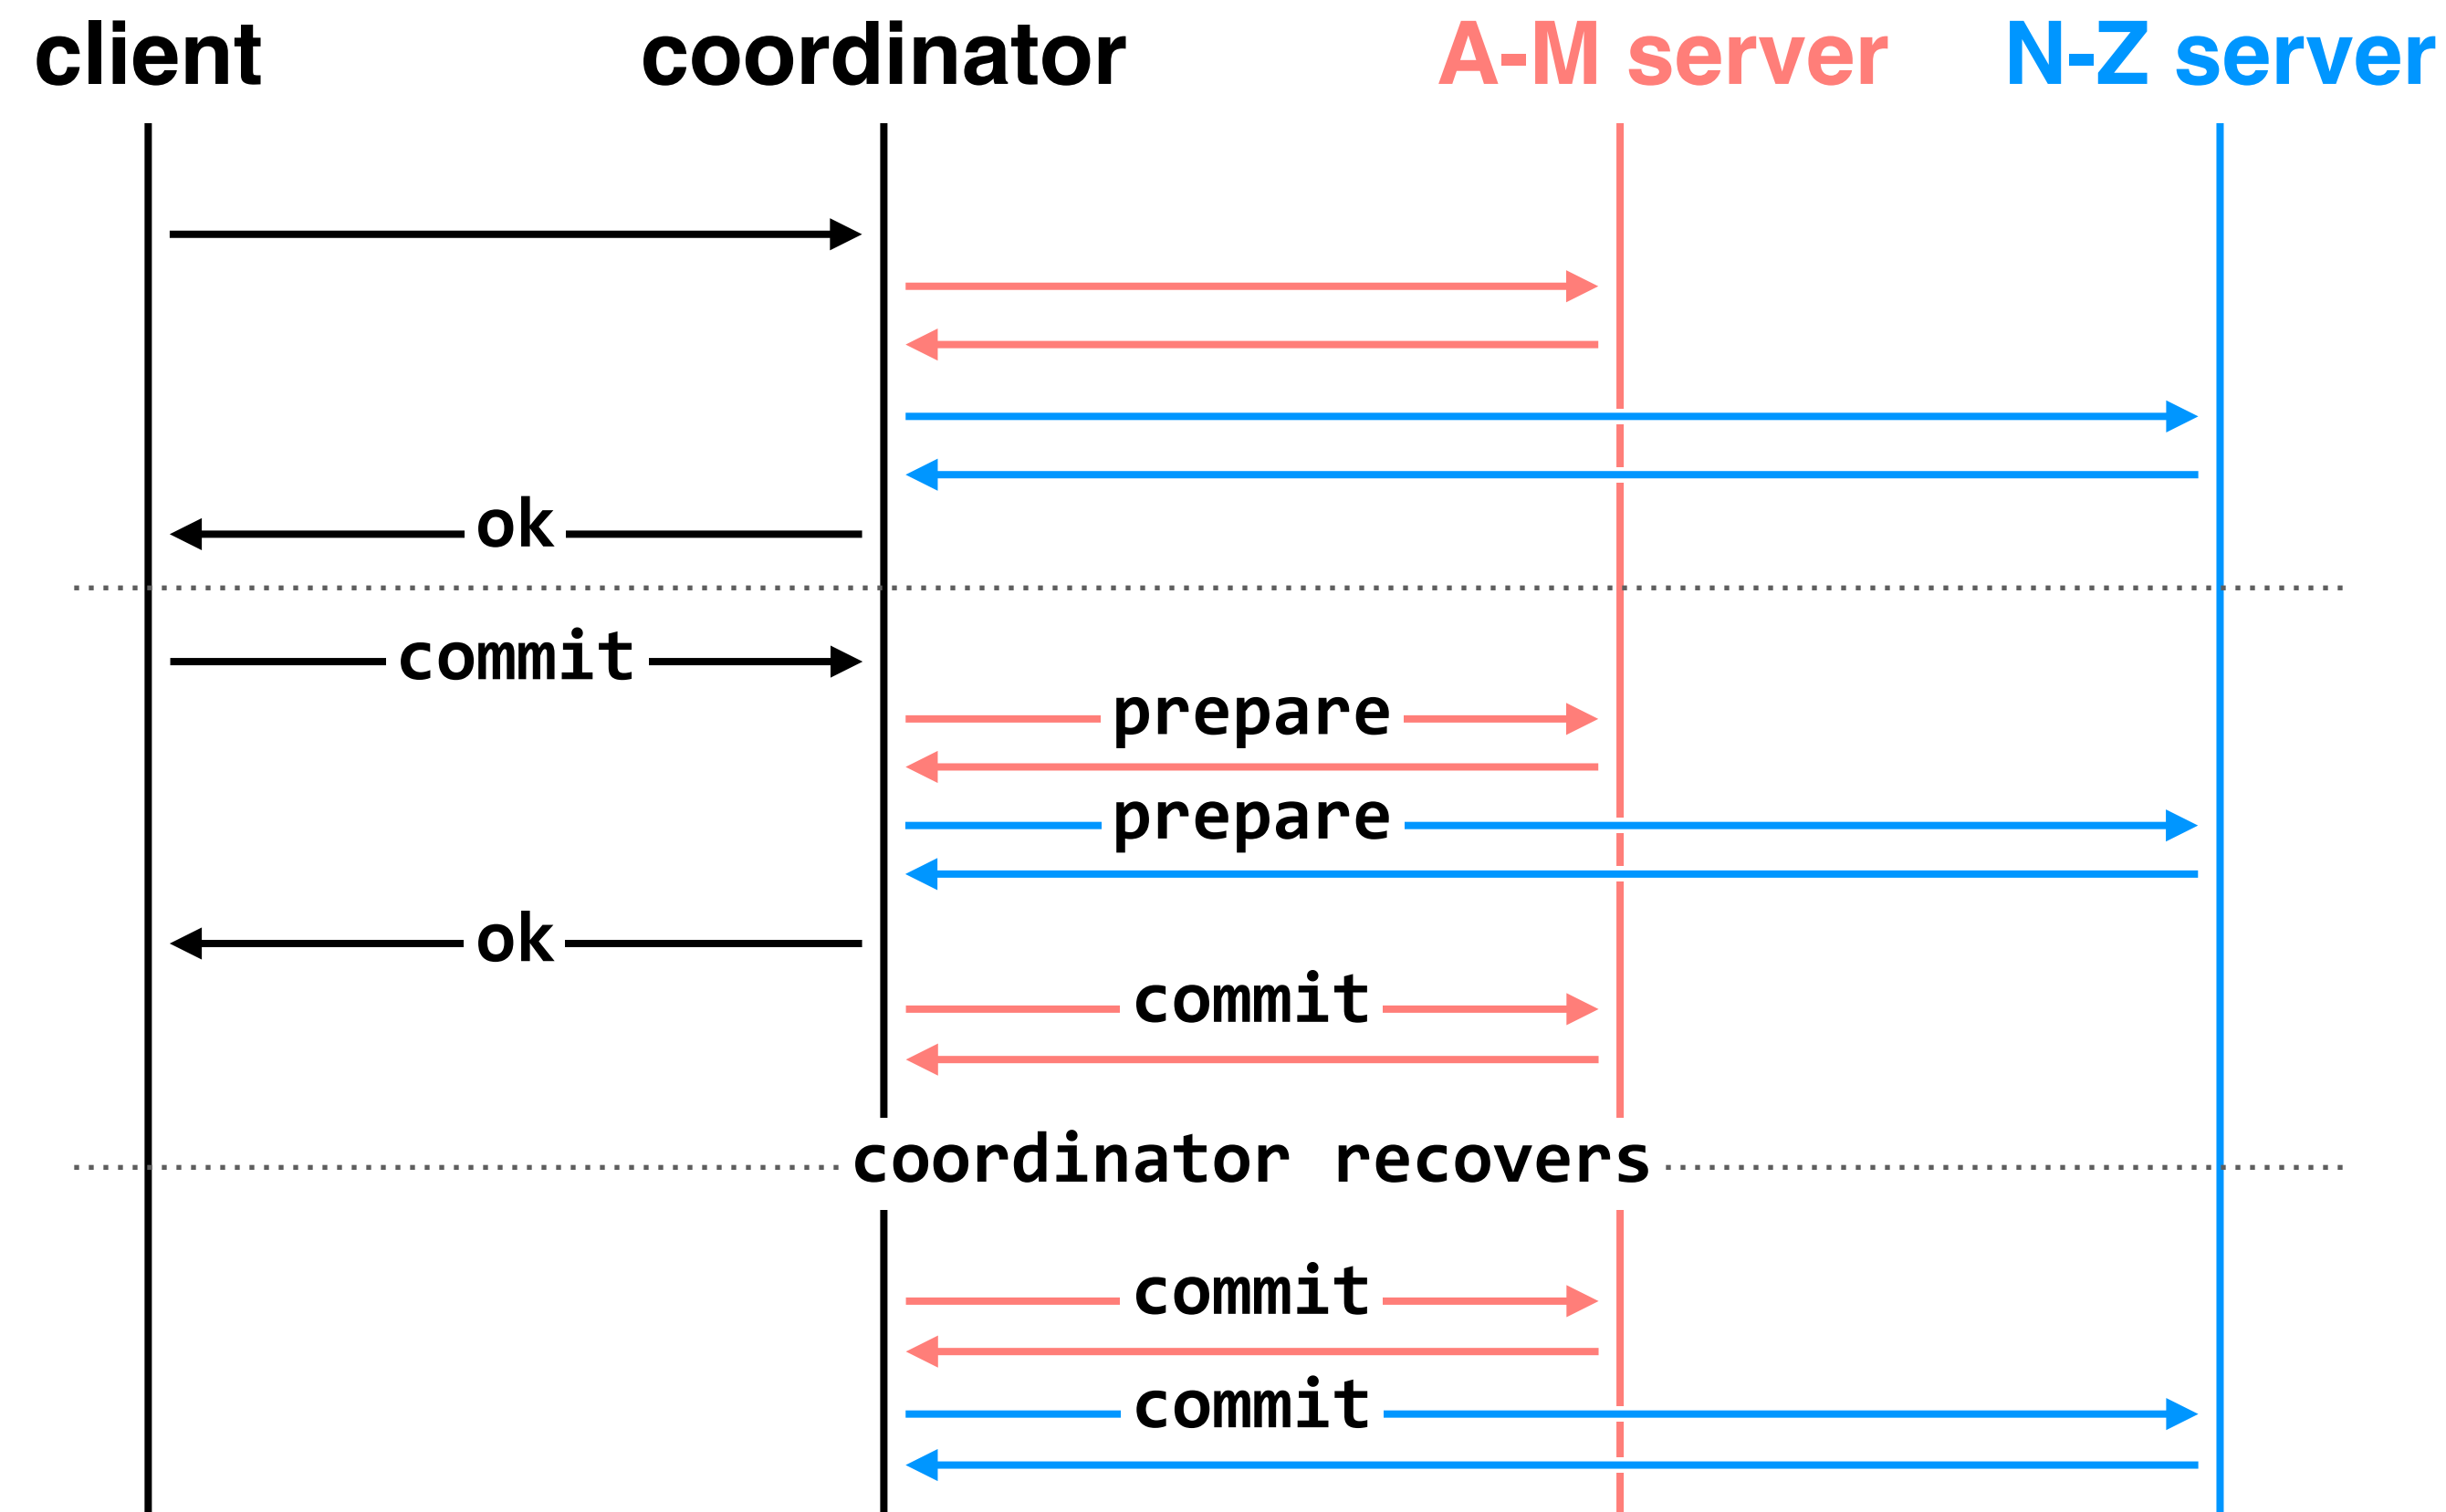 client coordinator A-M server N-Z server
ok
commit
prepare
prepare
ok
commit
coordinator recovers
commit
commit